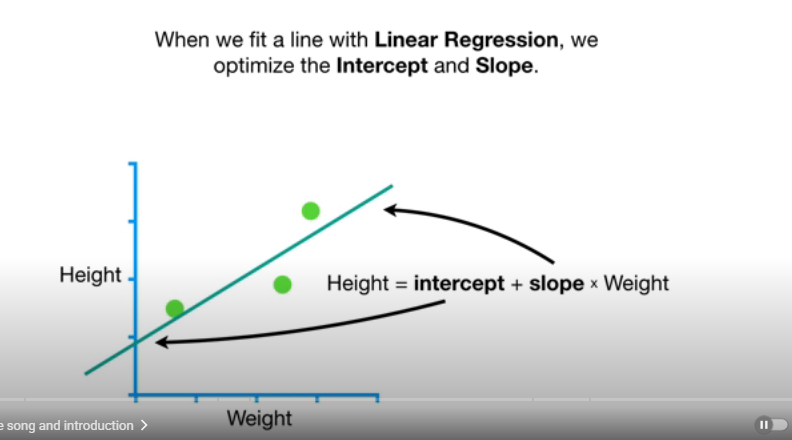 When we fit a line with Linear Regression, we
optimize the Intercept and Slope.
Height
Height = intercept + slope × Weight
Weight
e song and introduction >